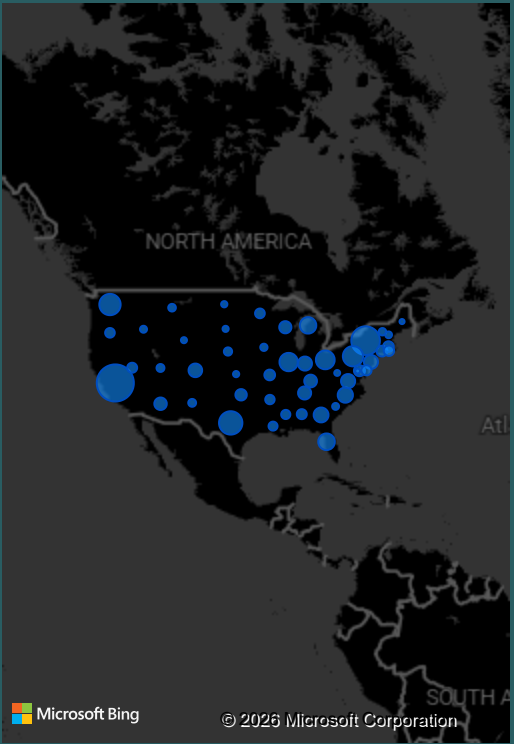 NORTH AMERICA
Atl
SOUTH A
Microsoft Bing
© 2026 Microsoft Corporation